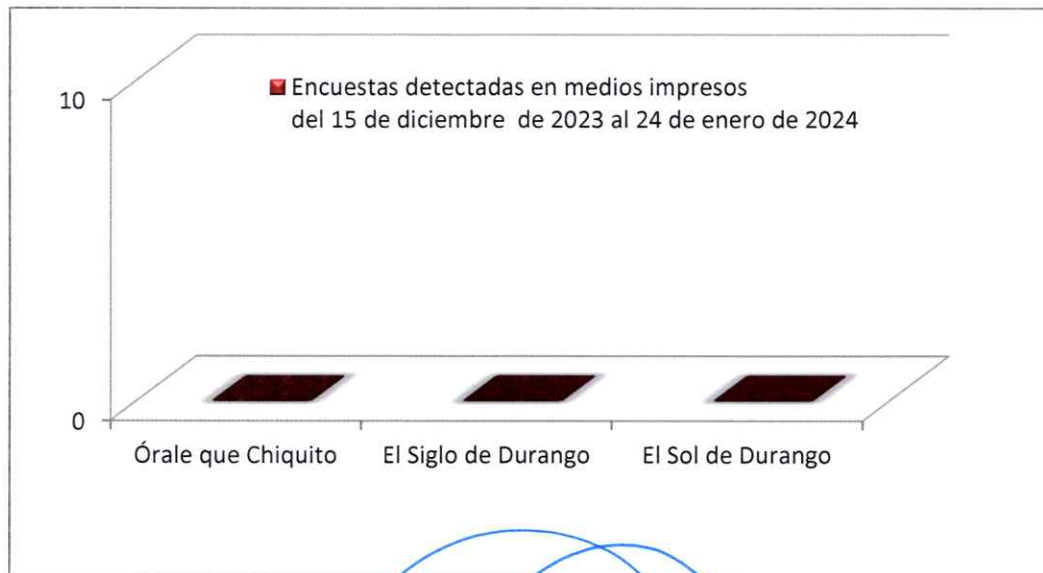 10
Encuestas detectadas en medios impresos
del 15 de diciembre de 2023 al 24 de enero de 2024
0
Órale que Chiquito El Siglo de Durango El Sol de Durango